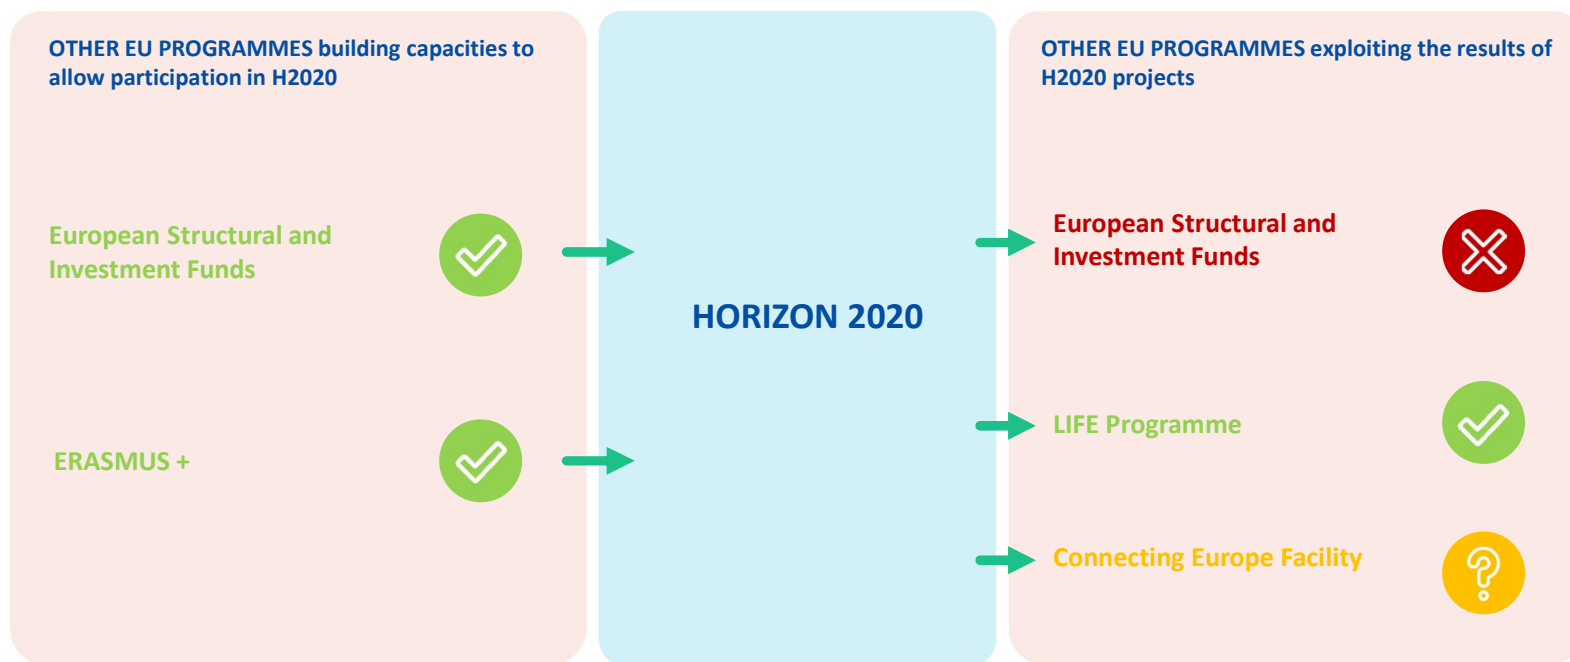 OTHER EU PROGRAMMES building capacities to
allow participation in H2020
European Structural and
Investment Funds
ERASMUS +
HORIZON 2020
OTHER EU PROGRAMMES exploiting the results of
H2020 projects
European Structural and
Investment Funds
LIFE Programme
Connecting Europe Facility